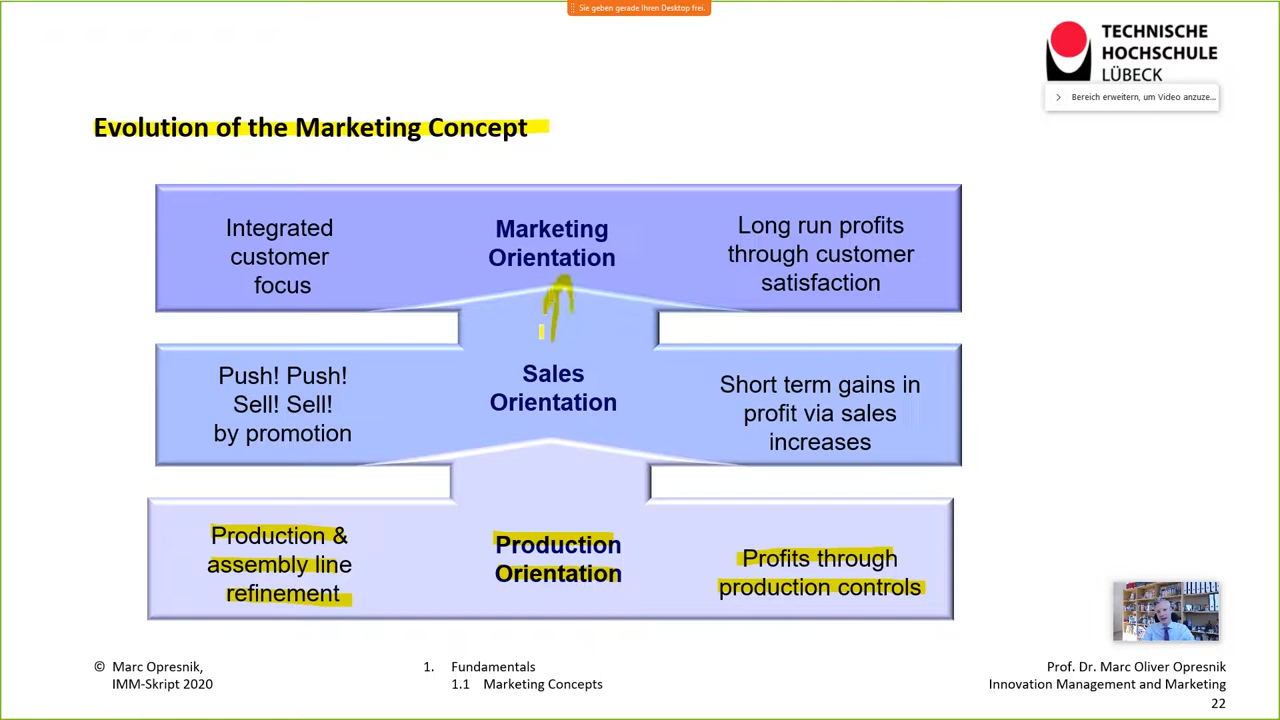 Sie geben gerade Ihren Desktop frei.
TECHNISCHE
HOCHSCHULE
LÜBECK
Bereich erweitern, um Video anzuze...
Evolution of the Marketing Concept
Integrated
customer
focus
Marketing
Orientation
Long run profits
through customer
satisfaction
Push! Push!
Sell! Sell!
by promotion
Sales
Orientation
Short term gains in
profit via sales
increases
Production &
assembly line
refinement
Production
Orientation
Profits through
production controls
© Marc Opresnik,
IMM-Skript 2020
1. Fundamentals
1.1 Marketing Concepts
Prof. Dr. Marc Oliver Opresnik
Innovation Management and Marketing
22